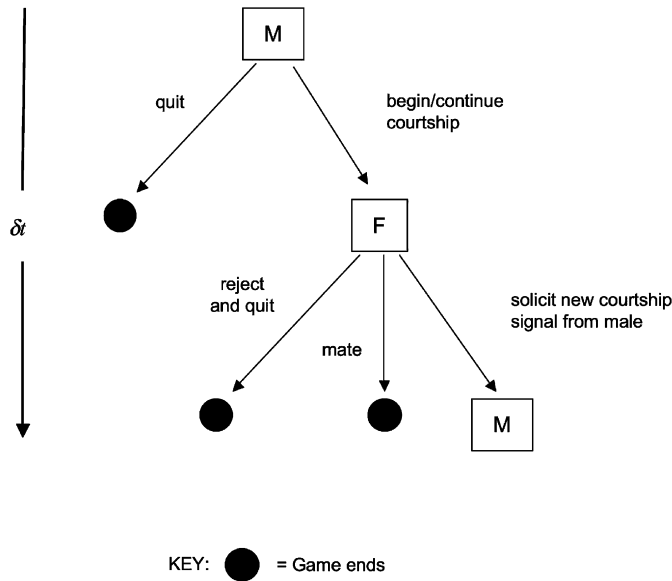 M
quit
begin/continue
courtship
δt
F
reject
and quit
mate
solicit new courtship
signal from male
M
KEY: = Game ends